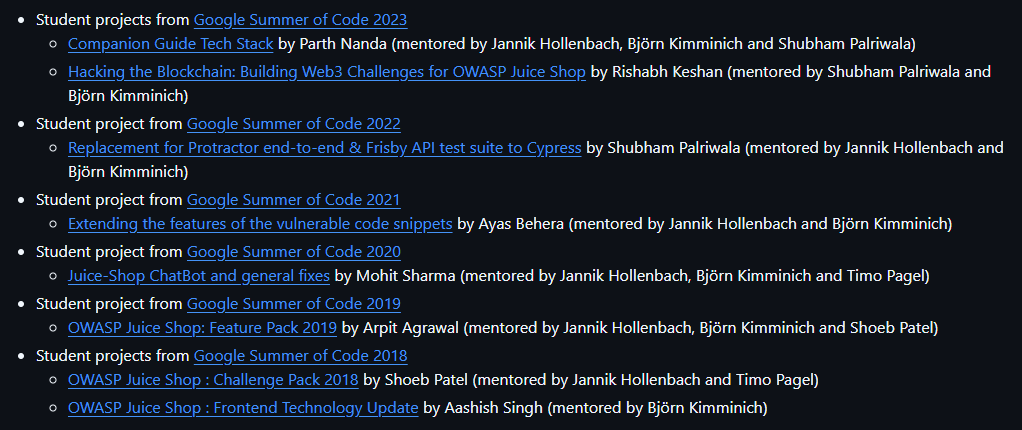 Student projects from Google Summer of Code 2023
Companion Guide Tech Stack by Parth Nanda (mentored by Jannik Hollenbach, Björn Kimminich and Shubham Palriwala)
Hacking the Blockchain: Building Web3 Challenges for OWASP Juice Shop by Rishabh Keshan (mentored by Shubham Palriwala and
Björn Kimminich)
Student project from Google Summer of Code 2022
Replacement for Protractor end-to-end & Frisby API test suite to Cypress by Shubham Palriwala (mentored by Jannik Hollenbach and
Björn Kimminich)
Student project from Google Summer of Code 2021
Extending the features of the vulnerable code snippets by Ayas Behera (mentored by Jannik Hollenbach and Björn Kimminich)
Student project from Google Summer of Code 2020
Juice-Shop ChatBot and general fixes by Mohit Sharma (mentored by Jannik Hollenbach, Björn Kimminich and Timo Pagel)
Student project from Google Summer of Code 2019
OWASP Juice Shop: Feature Pack 2019 by Arpit Agrawal (mentored by Jannik Hollenbach, Björn Kimminich and Shoeb Patel)
Student projects from Google Summer of Code 2018
OWASP Juice Shop : Challenge Pack 2018 by Shoeb Patel (mentored by Jannik Hollenbach and Timo Pagel)
OWASP Juice Shop : Frontend Technology Update by Aashish Singh (mentored by Björn Kimminich)